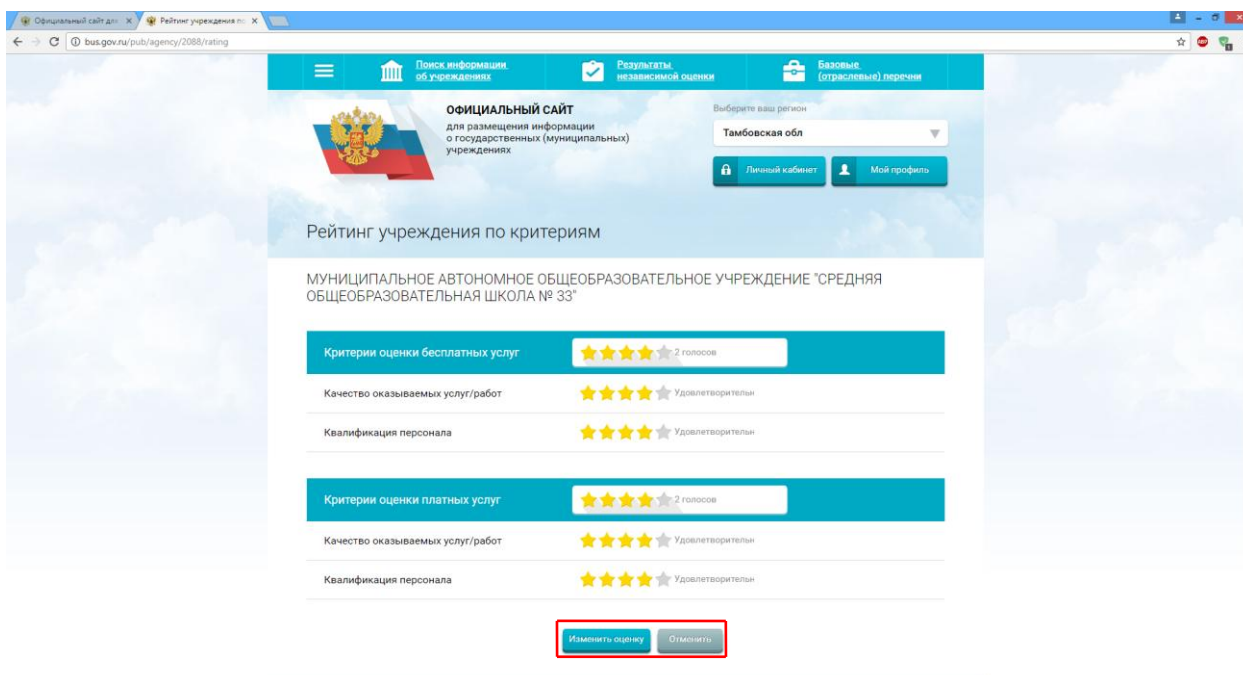 Официальный сайт для
Рейтинг учреждения по
bus.gov.ru/pub/agency/2088/rating
Поиск информации
об учреждениях
Результаты
независимой оценки
Базовые
(отраслевые) перечни
ОФИЦИАЛЬНЫЙ САЙТ
для размещения информации
о государственных (муниципальных)
учреждениях
Выберите ваш регион
Тамбовская обл
Личный кабинет
Мой профиль
Рейтинг учреждения по критериям
МУНИЦИПАЛЬНОЕ АВТОНОМНОЕ ОБЩЕОБРАЗОВАТЕЛЬНОЕ УЧРЕЖДЕНИЕ "СРЕДНЯЯ
ОБЩЕОБРАЗОВАТЕЛЬНАЯ ШКОЛА № 33"
Критерии оценки бесплатных услуг
2 голосов
Качество оказываемых услуг/работ
Удовлетворительн
Квалификация персонала
Удовлетворительн
Критерии оценки платных услуг
2 голосов
Качество оказываемых услуг/работ
Удовлетворительн
Квалификация персонала
Удовлетворительн
Изменить оценку
Отменить